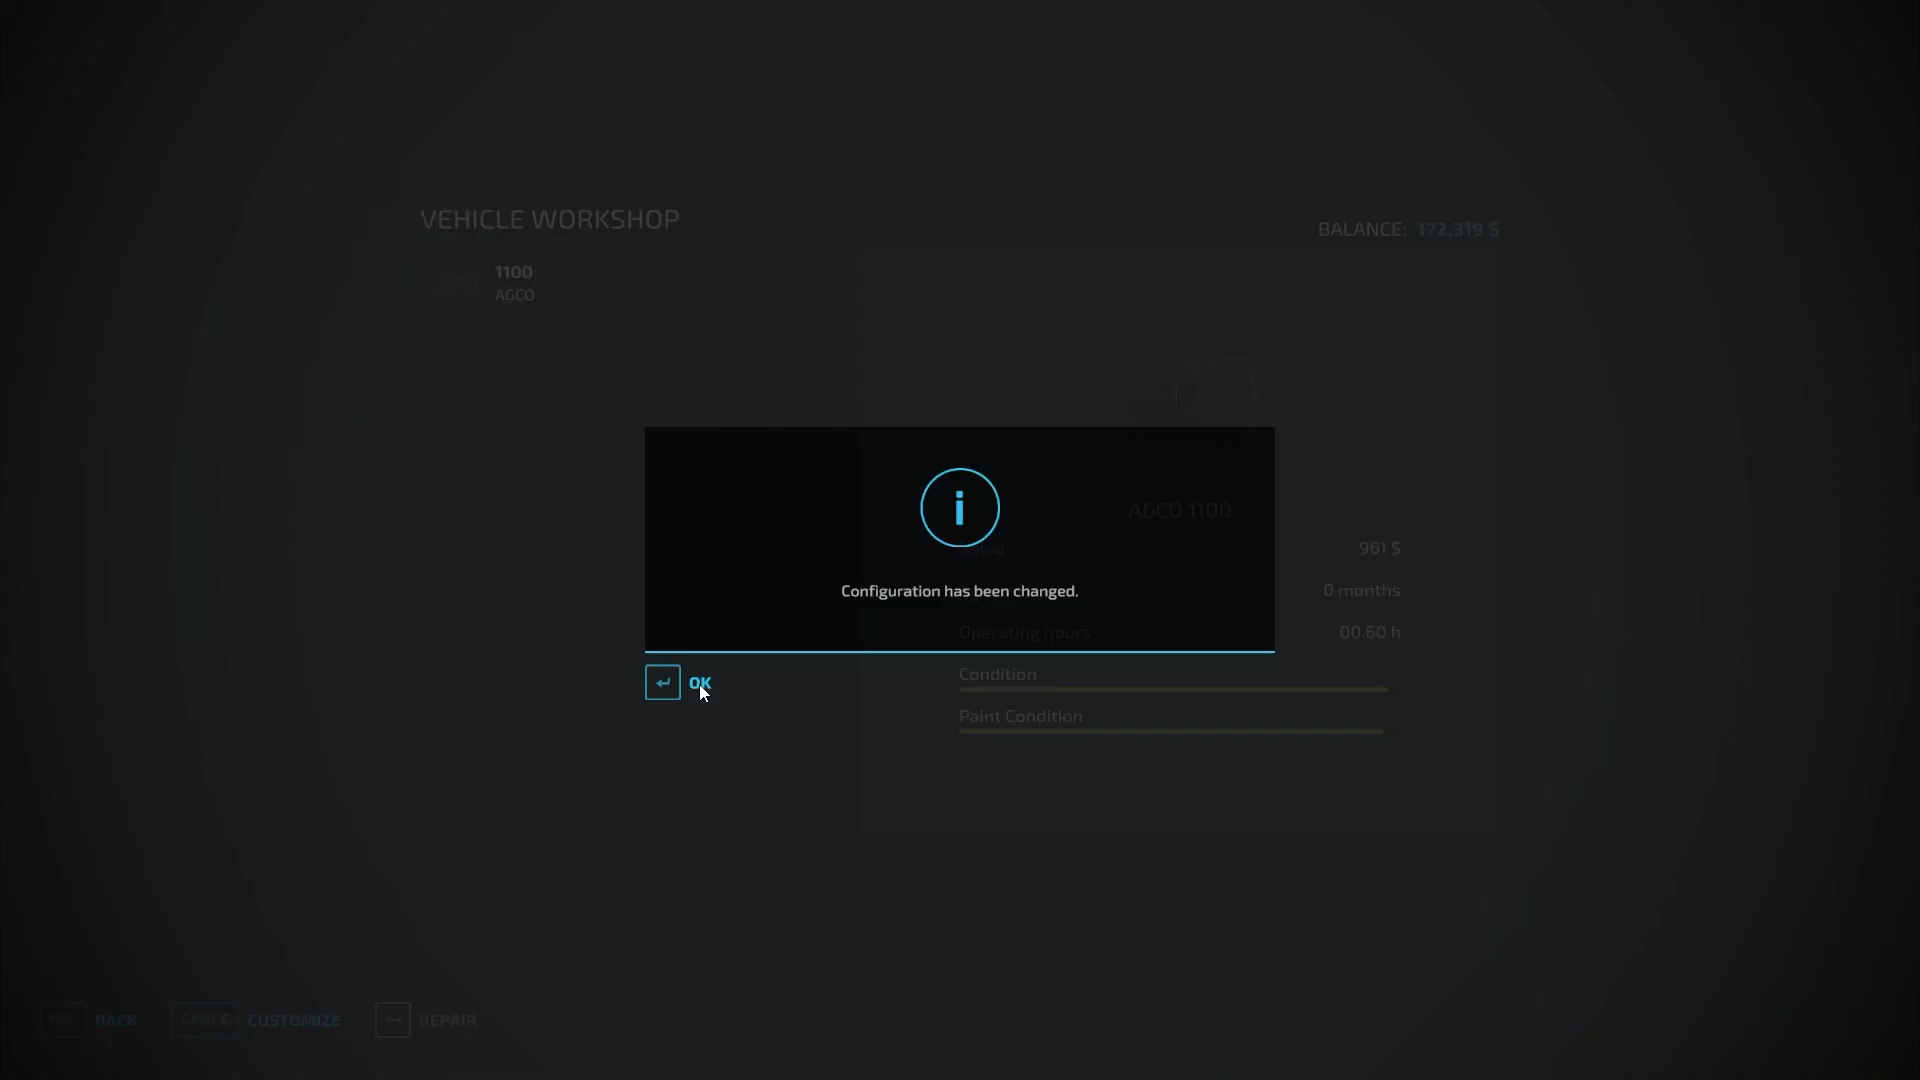 VEHICLE WORKSHOP
BALANCE: 172,319 $
1100
AGCO
i
AGCO 1100
Value
961 $
0 months
Configuration has been changed.
Operating hours
00.60 h
OK
Condition
Paint Condition
BACK
SPACE
CUSTOMIZE
REPAIR